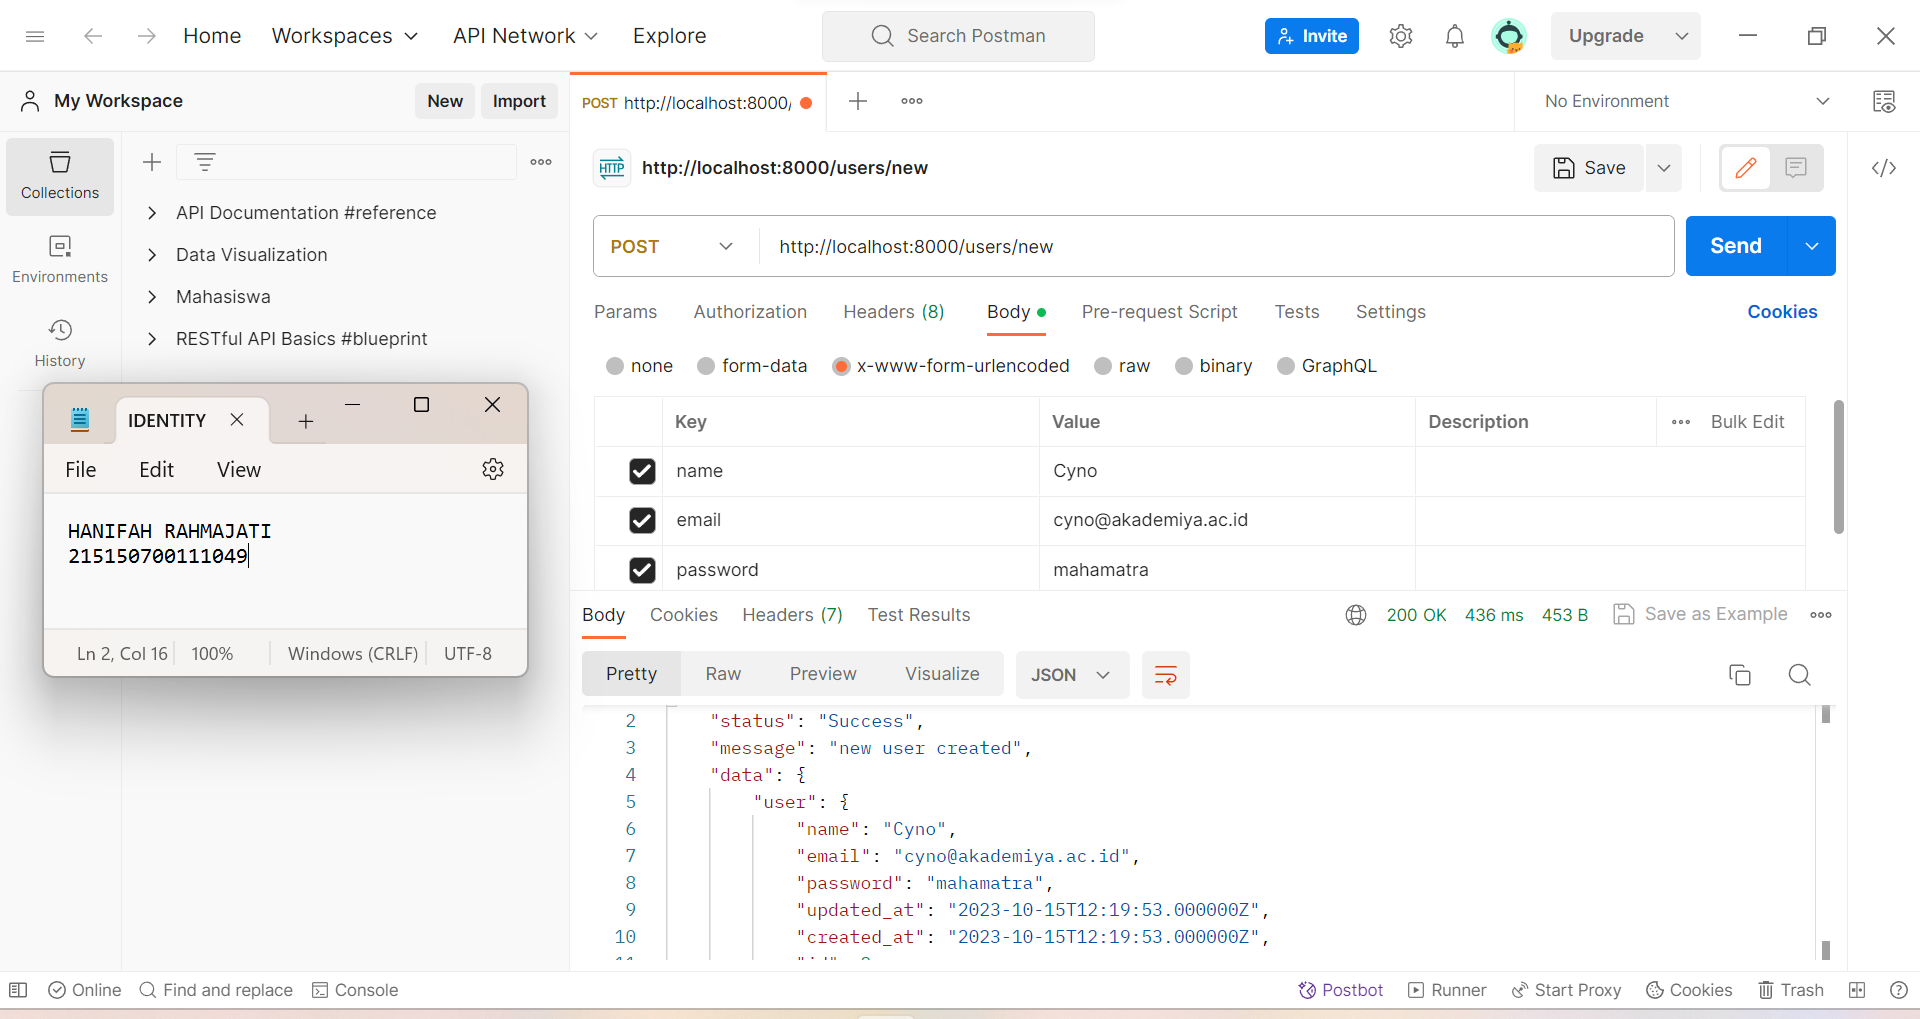 Home Workspaces API Network Explore Search Postman Invite Upgrade
My Workspace New Import POST http://localhost:8000/ No Environment
Collections
Environments
History
API Documentation #reference
Data Visualization
Mahasiswa
RESTful API Basics #blueprint
IDENTITY
File Edit View
HANIFAH RAHMAJATI
215150700111049
Ln 2, Col 16 100% Windows (CRLF) UTF-8
HTTP http://localhost:8000/users/new Save
POST http://localhost:8000/users/new Send
Params Authorization Headers (8) Body Pre-request Script Tests Settings Cookies
none form-data x-www-form-urlencoded raw binary GraphQL
Key Value Description Bulk Edit
name Cyno
email cyno@akademiya.ac.id
password mahamatra
Body Cookies Headers (7) Test Results 200 OK 436 ms 453 B Save as Example
Pretty Raw Preview Visualize JSON
2 "status": "Success",
3 "message": "new user created",
4 "data": {
5 "user": {
6 "name": "Cyno",
7 "email": "cyno@akademiya.ac.id",
8 "password": "mahamatra",
9 "updated_at": "2023-10-15T12:19:53.000000Z",
10 "created_at": "2023-10-15T12:19:53.000000Z",
Online Find and replace Console Postbot Runner Start Proxy Cookies Trash